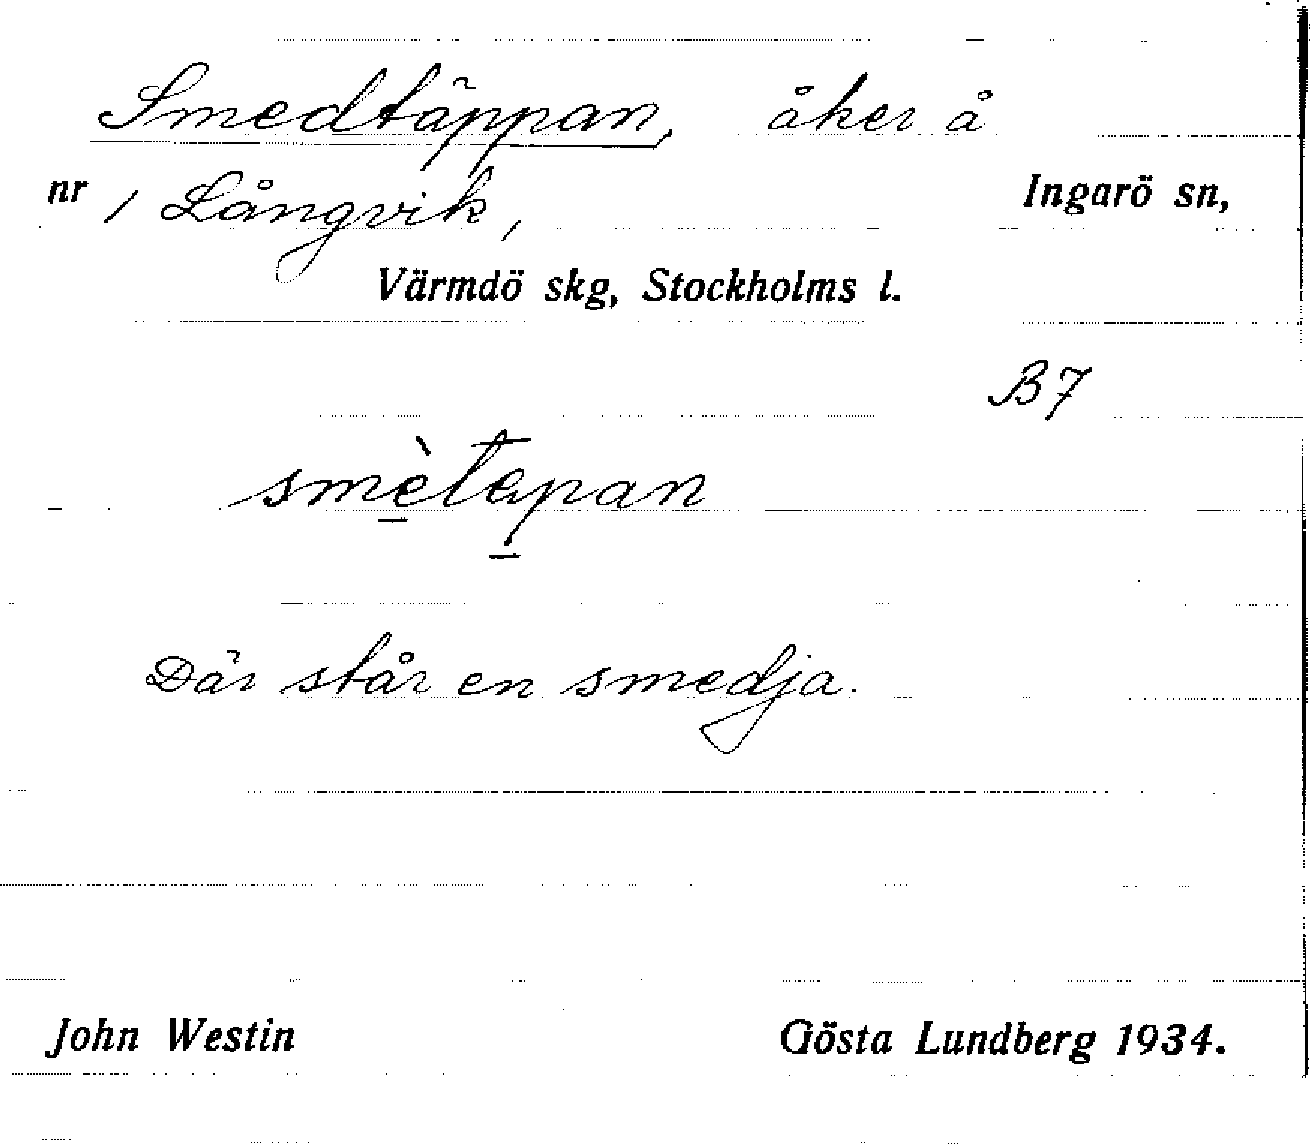 Smedtäppan, åker å
nr 1 Långvik, Ingarö sn,
Värmdö skg, Stockholms l.
B7
smètapan
Där står en smedja.
John Westin Gösta Lundberg 1934.